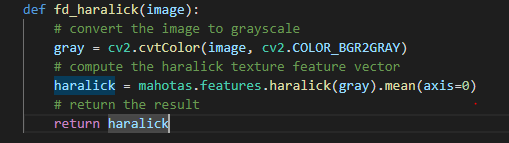 def fd_haralick(image):
    # convert the image to grayscale
    gray = cv2.cvtColor(image, cv2.COLOR_BGR2GRAY)
    # compute the haralick texture feature vector
    haralick = mahotas.features.haralick(gray).mean(axis=0)
    # return the result
    return haralick